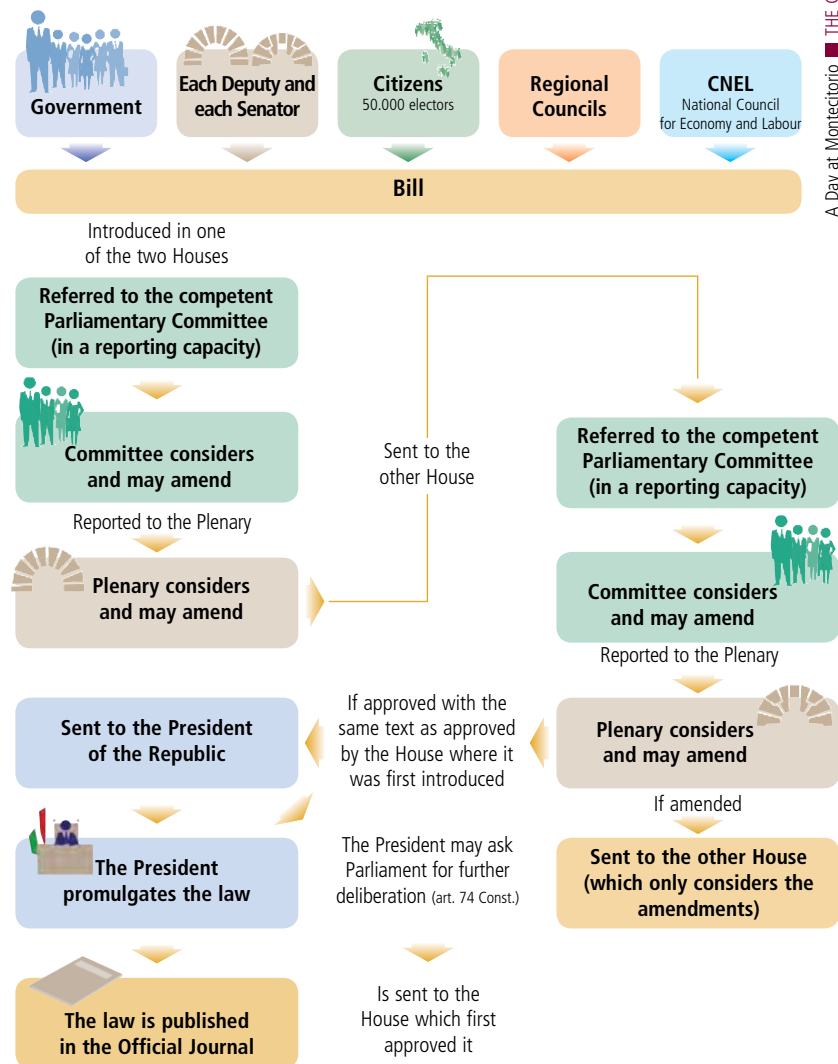 Government
Each Deputy and
each Senator
Citizens
50.000 electors
Regional
Councils
CNEL
National Council
for Economy and Labour
A Day at Montecitorio ■ THE
Bill
Introduced in one
of the two Houses
Referred to the competent
Parliamentary Committee
(in a reporting capacity)
Committee considers
and may amend
Reported to the Plenary
Plenary considers
and may amend
Sent to the
other House
Referred to the competent
Parliamentary Committee
(in a reporting capacity)
Committee considers
and may amend
Reported to the Plenary
Plenary considers
and may amend
If approved with the
same text as approved
by the House where it
was first introduced
If amended
Sent to the other House
(which only considers the
amendments)
Sent to the President
of the Republic
The President
promulgates the law
The President may ask
Parliament for further
deliberation (art. 74 Const.)
Is sent to the
House which first
approved it
The law is published
in the Official Journal